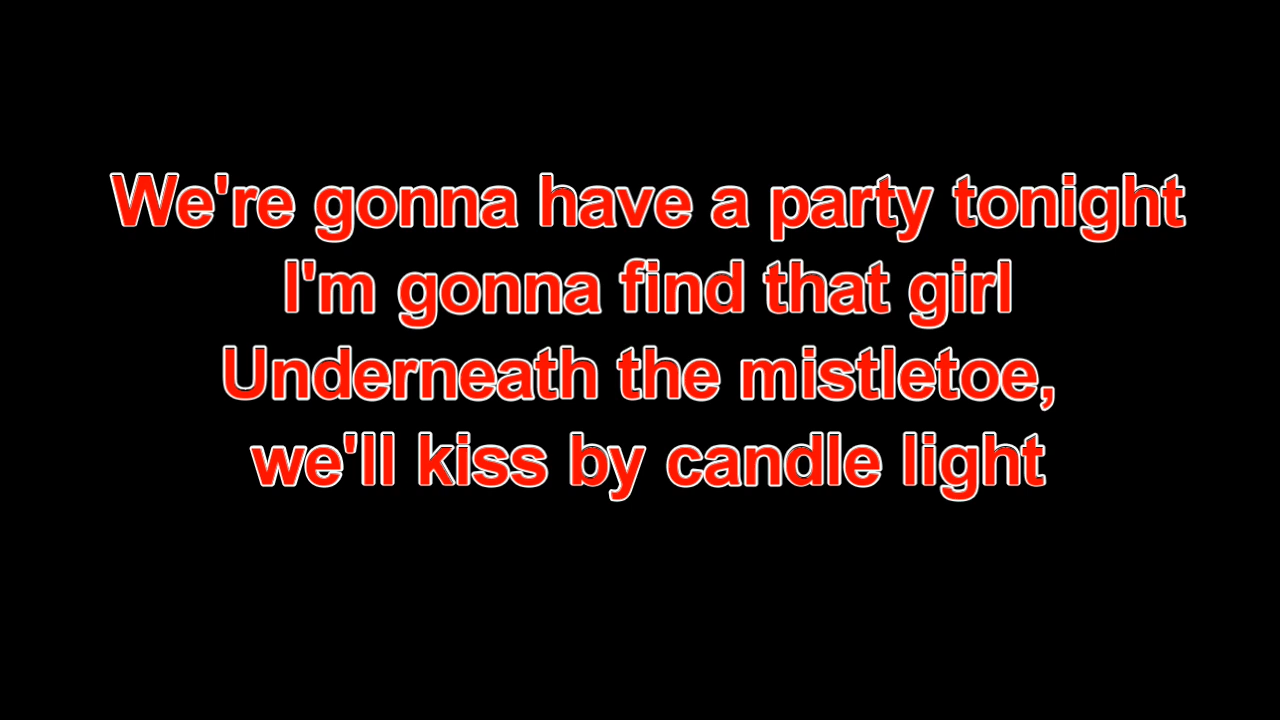 We're gonna have a party tonight
I'm gonna find that girl
Underneath the mistletoe,
we'll kiss by candle light